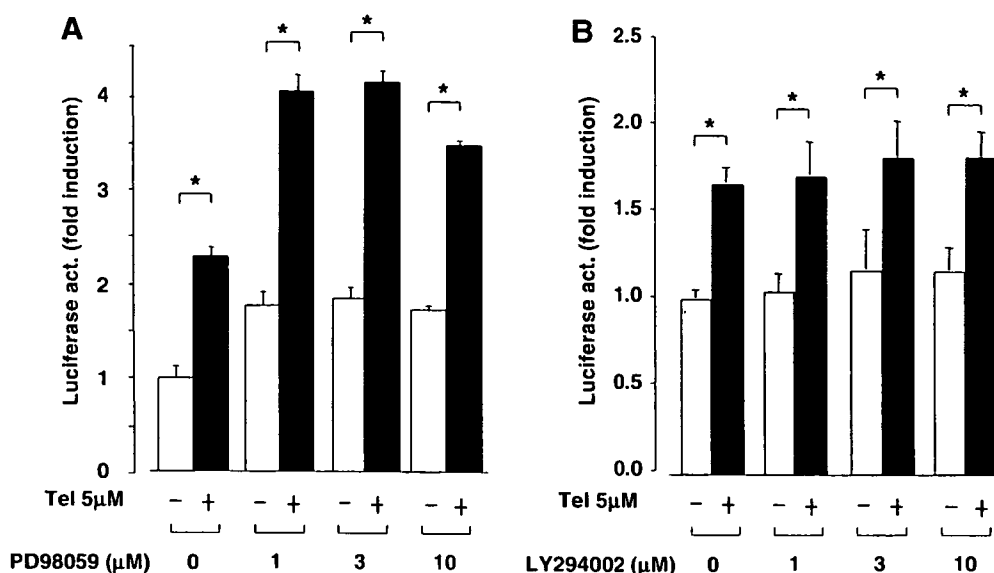 A
Luciferase act. (fold induction)
4
3
2
1
0
* * * *
Tel 5μM − + − + − + − +
PD98059 (μM) 0 1 3 10
B
Luciferase act. (fold induction)
2.5
2.0
1.5
1.0
0.5
0.0
* * * *
Tel 5μM − + − + − + − +
LY294002 (μM) 0 1 3 10